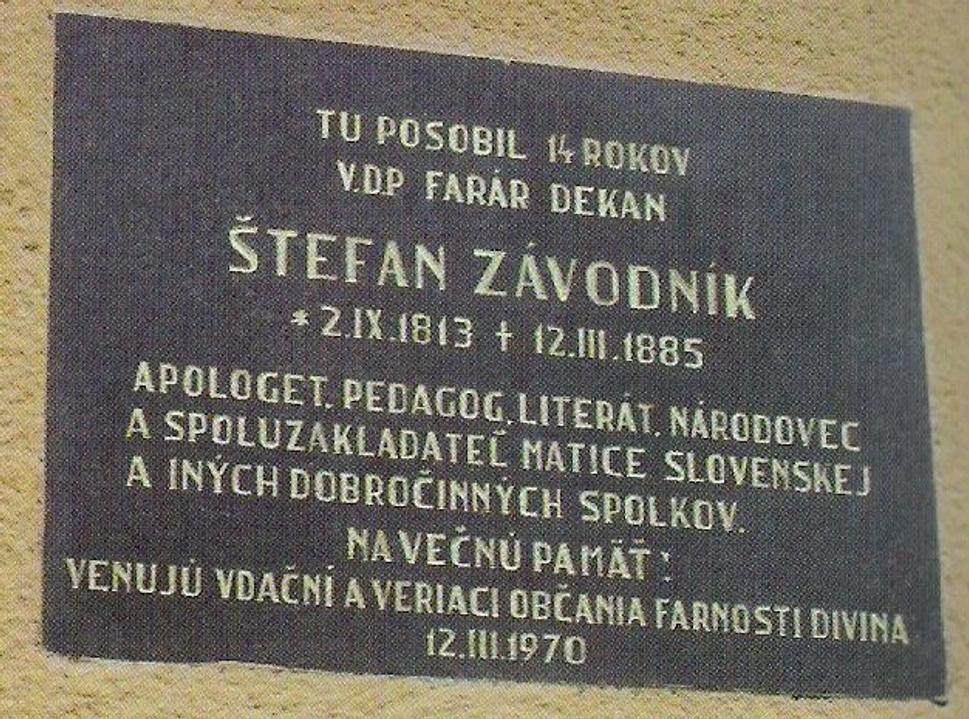 TU POSOBIL 14 ROKOV
V.D.P FARÁR DEKAN
ŠTEFAN ZÁVODNÍK
* 2.IX.1813 † 12.III.1885
APOLOGET, PEDAGOG, LITERÁT, NÁRODOVEC
A SPOLUZAKLADATEĽ MATICE SLOVENSKEJ
A INÝCH DOBROČINNÝCH SPOLKOV.
NA VEČNÚ PAMÄŤ:
VENUJÚ VDAČNÍ A VERIACI OBČANIA FARNOSTI DIVINA
12.III.1970